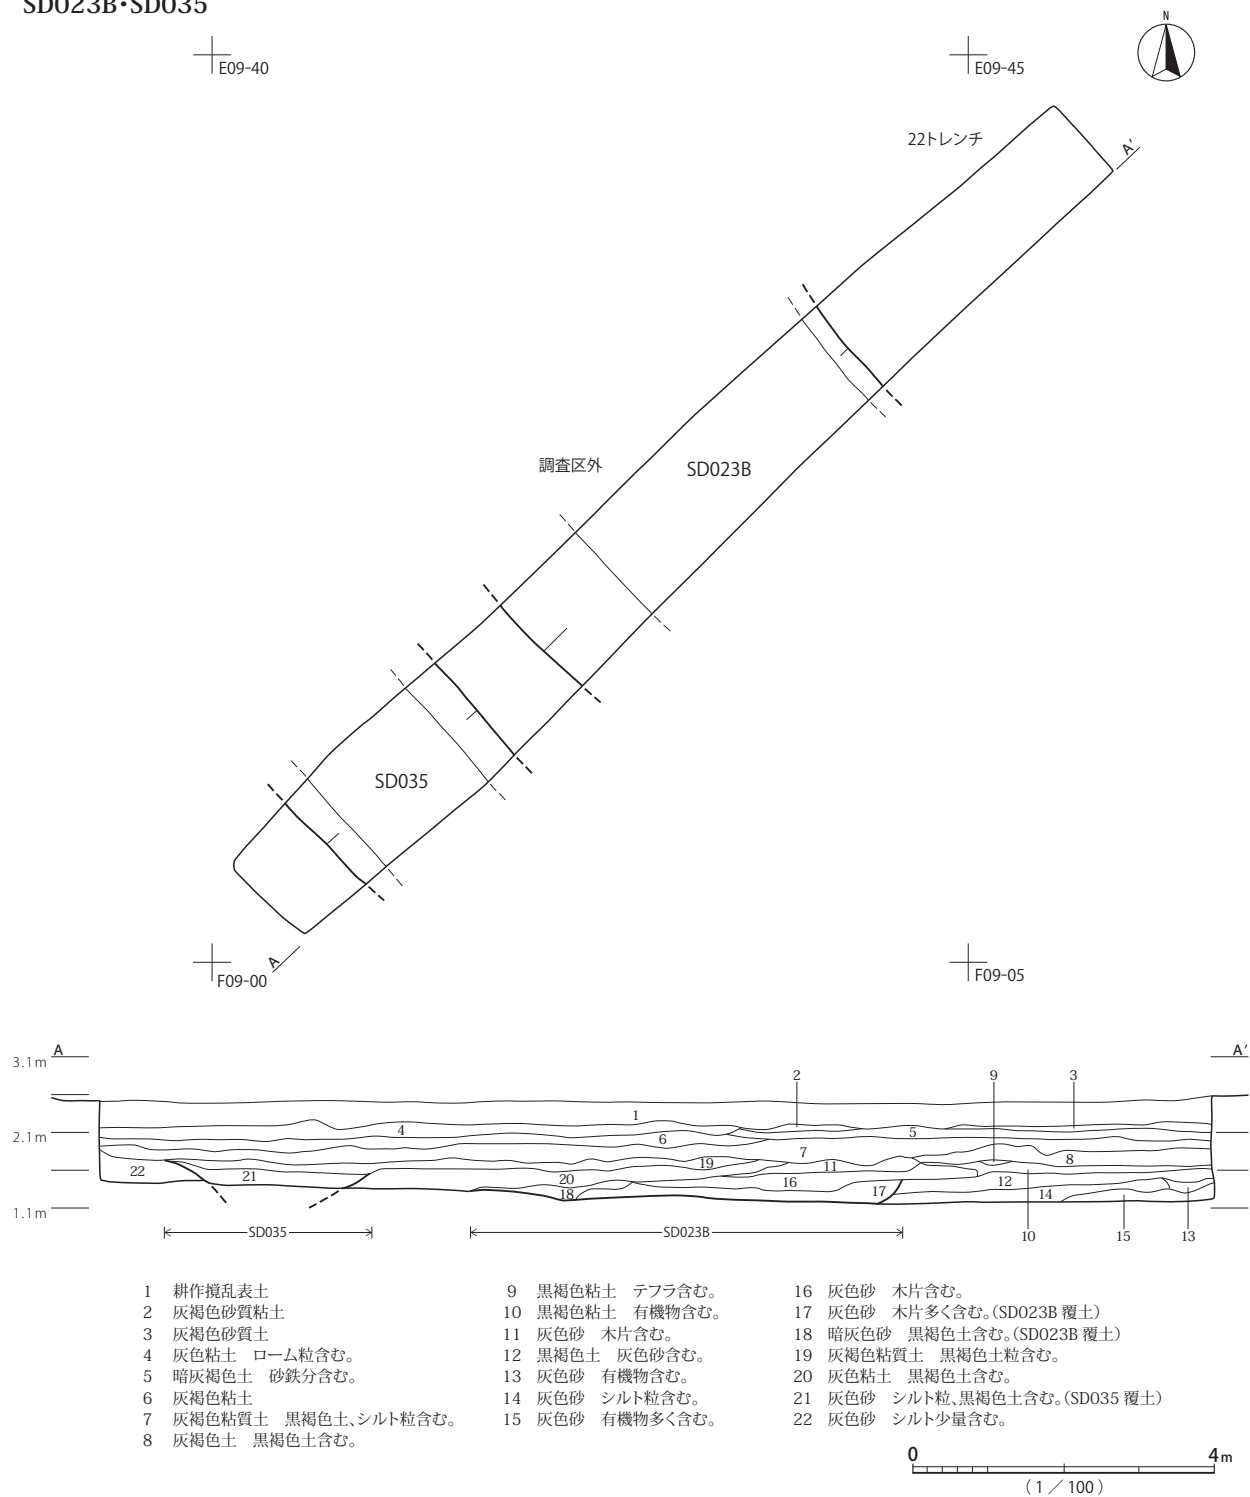 SD023B・SD035
N
E09-40
E09-45
22トレンチ
A′
調査区外
SD023B
SD035
A
F09-00
F09-05
3.1m
A
A′
2
9
3
1
2.1m
4
5
6
7
19
11
8
22
21
20
16
12
18
17
14
1.1m
SD035
SD023B
10
15
13
1 耕作撹乱表土
2 灰褐色砂質粘土
3 灰褐色砂質土
4 灰色粘土 ローム粒含む。
5 暗灰褐色土 砂鉄分含む。
6 灰褐色粘土
7 灰褐色粘質土 黒褐色土、シルト粒含む。
8 灰褐色土 黒褐色土含む。
9 黒褐色粘土 テフラ含む。
10 黒褐色粘土 有機物含む。
11 灰色砂 木片含む。
12 黒褐色土 灰色砂含む。
13 灰色砂 有機物含む。
14 灰色砂 シルト粒含む。
15 灰色砂 有機物多く含む。
16 灰色砂 木片含む。
17 灰色砂 木片多く含む。(SD023B 覆土)
18 暗灰色砂 黒褐色土含む。(SD023B 覆土)
19 灰褐色粘質土 黒褐色土粒含む。
20 灰色粘土 黒褐色土含む。
21 灰色砂 シルト粒、黒褐色土含む。(SD035 覆土)
22 灰色砂 シルト少量含む。
0 4m
(1/100)